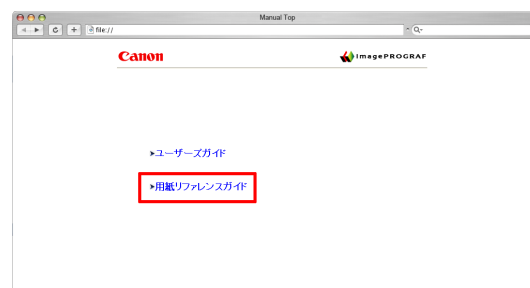 Manual Top
file://
Q-
Canon
imagePROGRAF
➤ユーザーズガイド
➤用紙リファレンスガイド